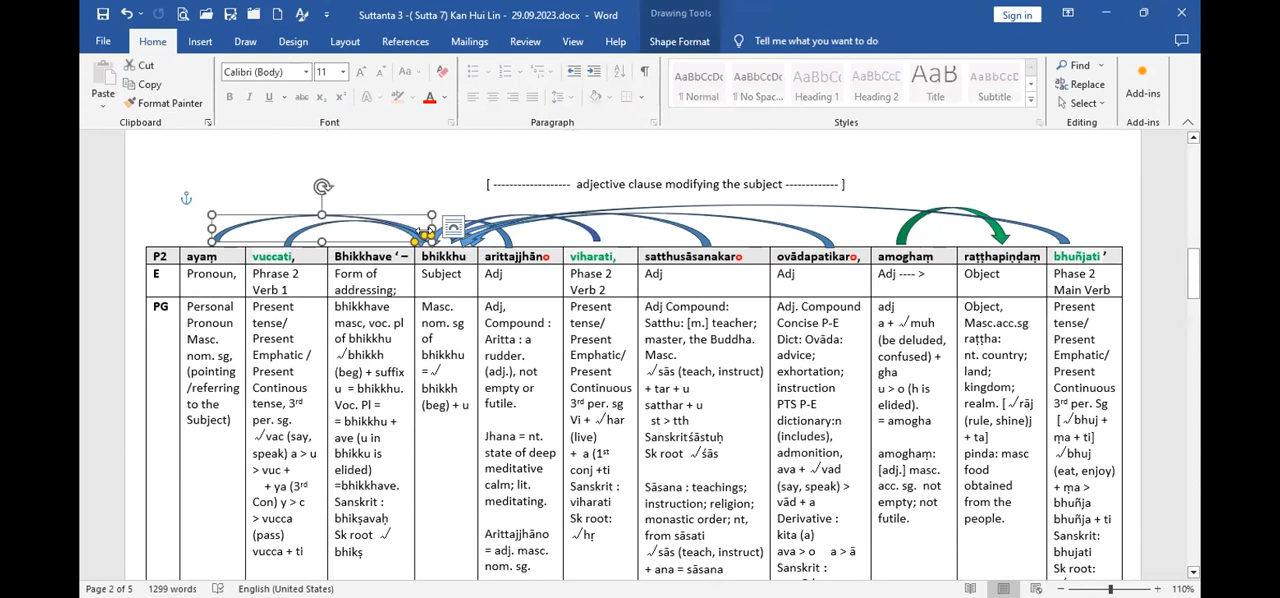 Suttanta 3 -( Sutta 7) Kan Hui Lin - 29.09.2023.docx - Word
Drawing Tools
Sign in
File Home Insert Draw Design Layout References Mailings Review View Help Shape Format Tell me what you want to do
Paste
Cut
Copy
Format Painter
Clipboard
Calibri (Body) 11
Font
Paragraph
AaBbCcDc ¶ Normal
AaBbCcDc ¶ No Spac...
AaBbCc Heading 1
AaBbCcD Heading 2
AaB Title
AaBbCcD Subtitle
Styles
Find
Replace
Select
Editing
Add-ins
Add-ins
[ ------------------- adjective clause modifying the subject ------------- ]
P2 ayaṃ vuccati, Bhikkhave ‘ – bhikkhu arittajjhāno viharati, satthusāsanakaro ovādapatikaro, amoghaṃ raṭṭhapiṇḍaṃ bhuñjati ’
E
Pronoun,
Phrase 2
Verb 1
Form of
addressing;
Subject
Adj
Phase 2
Verb 2
Adj
Adj
Adj ---- >
Object
Phase 2
Main Verb
PG
Personal
Pronoun
Masc.
nom. sg,
(pointing
/referring
to the
Subject)
Present
tense/
Present
Emphatic /
Present
Continous
tense, 3rd
per. sg.
√vac (say,
speak) a > u
> vuc +
+ ya (3rd
Con) y > c
> vucca
(pass)
vucca + ti
bhikkhave
masc, voc. pl
of bhikkhu
√bhikkh
(beg) + suffix
u = bhikkhu.
Voc. Pl =
= bhikkhu +
ave (u in
bhikku is
elided)
=bhikkhave.
Sanskrit :
bhikṣavaḥ
Sk root √
bhikṣ
Masc.
nom. sg
of
bhikkhu
=√
bhikkh
(beg) + u
Adj,
Compound :
Aritta : a
rudder.
(adj.), not
empty or
futile.
Jhana = nt.
state of deep
meditative
calm; lit.
meditating.
Arittajjhāno
= adj. masc.
nom. sg.
Present
tense/
Present
Emphatic/
Present
Continuous
3rd per. sg
Vi + √har
(live)
+ a (1st
conj +ti
Sanskrit :
viharati
Sk root:
√hṛ
Adj Compound:
Satthu: [m.] teacher;
master, the Buddha.
Masc.
√sās (teach, instruct)
+ tar + u
satthar + u
st > tth
Sanskritśāstuḥ
Sk root √śās
Sāsana : teachings;
instruction; religion;
monastic order; nt,
from sāsati
√sās (teach, instruct)
+ ana = sāsana
Adj. Compound
Concise P-E
Dict: Ovāda:
advice;
exhortation;
instruction
PTS P-E
dictionary:n
(includes),
admonition,
ava + √vad
(say, speak) >
vād + a
Derivative :
kita (a)
ava > o a > ā
Sanskrit :
adj
a + √muh
(be deluded,
confused) +
gha
u > o (h is
elided).
= amogha
amoghaṃ:
[adj.] masc.
acc. sg. not
empty; not
futile.
Object,
Masc.acc.sg
raṭṭha:
nt. country;
land;
kingdom;
realm. [√rāj
(rule, shine)j
+ ta]
pinda: masc
food
obtained
from the
people.
Present
tense/
Present
Emphatic/
Present
Continuous
3rd per. Sg
[ √bhuj +
ṃa + ti]
√bhuj
(eat, enjoy)
+ ṃa >
bhuñja
bhuñja + ti
Sanskrit:
bhujati
Sk root:
Page 2 of 5 1299 words English (United States) 110%